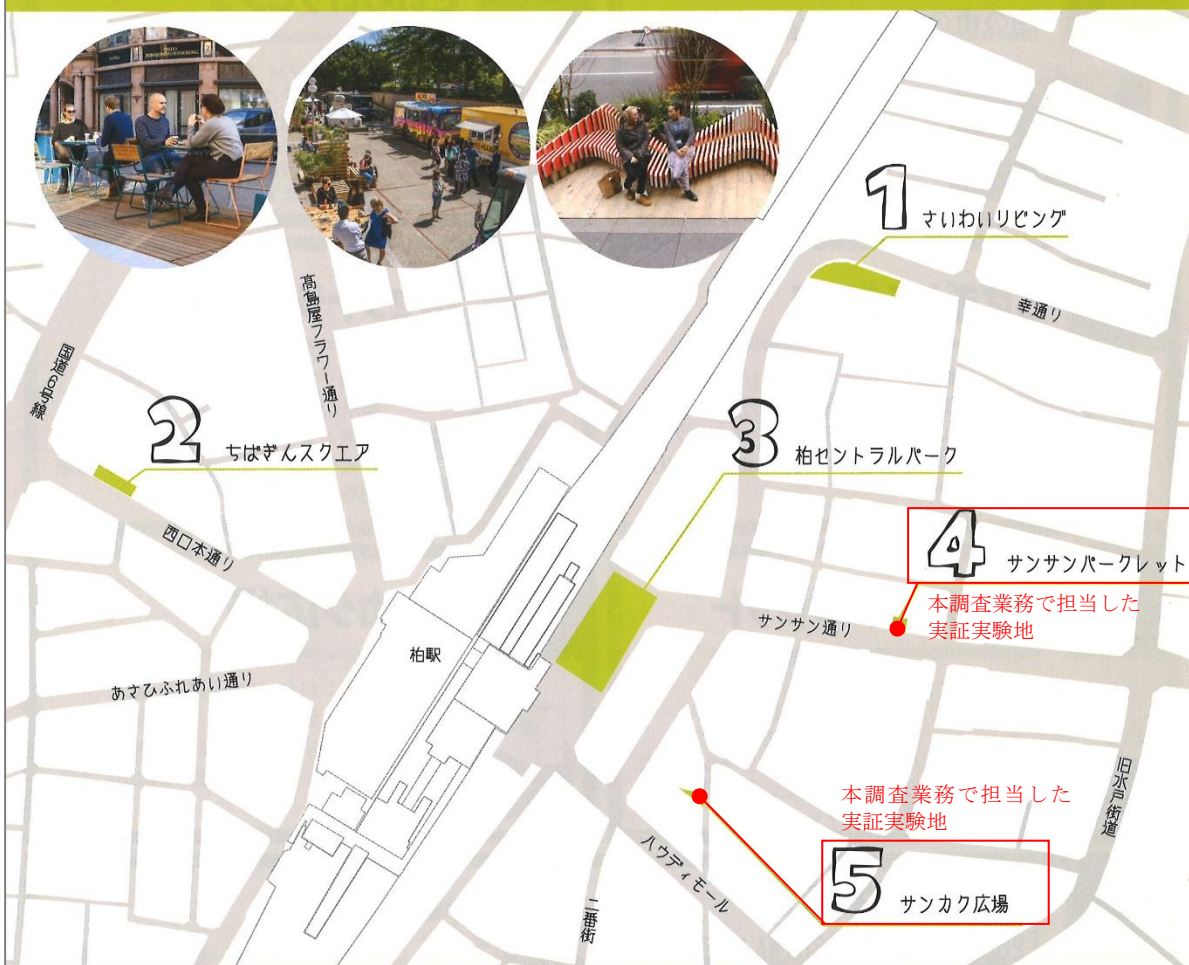 1 さいわいリビング
幸通り
高島屋フラワー通り
国道6号線
2 ちばぎんスクエア
西口本通り
3 柏セントラルパーク
4 サンサンパークレット
本調査業務で担当した
実証実験地
サンサン通り
柏駅
あさひふれあい通り
旧水戸街道
本調査業務で担当した
実証実験地
5 サンカク広場
ハウディモール
二番街